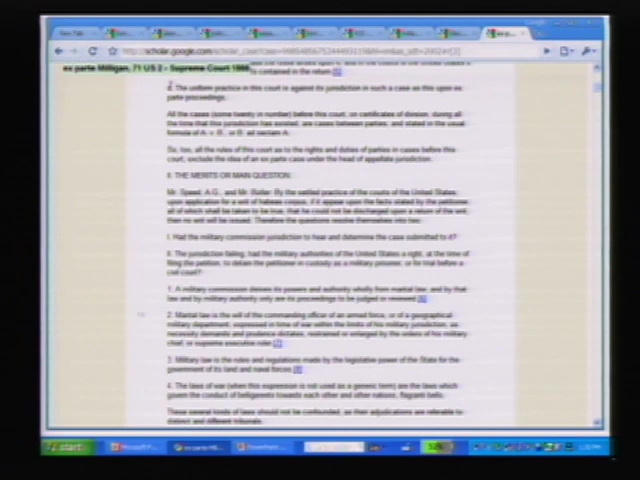 http://scholar.google.com/scholar_case?case=
ex parte Milligan, 71 US 2 - Supreme Court 1866
to contained in the return [5]
8. The uniform practice in this court is against its jurisdiction in such a case as this upon ex
parte proceedings.
All the cases (some twenty in number) before this court, on certificates of division, during all
the time that this jurisdiction has existed, are cases between parties, and stated in the usual
formula of A. v. B., or B. ad sectam A.
So, too, all the rules of this court as to the rights and duties of parties in cases before this
court, exclude the idea of an ex parte case under the head of appellate jurisdiction.
II. THE MERITS OR MAIN QUESTION:
Mr. Speed, A.G., and Mr. Butler: By the settled practice of the courts of the United States,
upon application for a writ of habeas corpus, if it appear upon the facts stated by the petitioner,
all of which shall be taken to be true, that he could not be discharged upon a return of the writ,
then no writ will be issued. Therefore the questions resolve themselves into two:
I. Had the military commission jurisdiction to hear and determine the case submitted to it?
II. The jurisdiction failing, had the military authorities of the United States a right, at the time of
filing the petition, to detain the petitioner in custody as a military prisoner, or for trial before a
civil court?
1. A military commission derives its powers and authority wholly from martial law, and by that
law and by military authority only are its proceedings to be judged or reviewed.[6]
2. Martial law is the will of the commanding officer of an armed force, or of a geographical
military department, expressed in time of war within the limits of his military jurisdiction, as
necessity demands and prudence dictates, restrained or enlarged by the orders of his military
chief, or supreme executive ruler.[7]
3. Military law is the rules and regulations made by the legislative power of the State for the
government of its land and naval forces.[8]
4. The laws of war (when this expression is not used as a generic term) are the laws which
govern the conduct of belligerents towards each other and other nations, flagranti bello.
These several kinds of laws should not be confounded, as their adjudications are referable to
distinct and different tribunals.
start